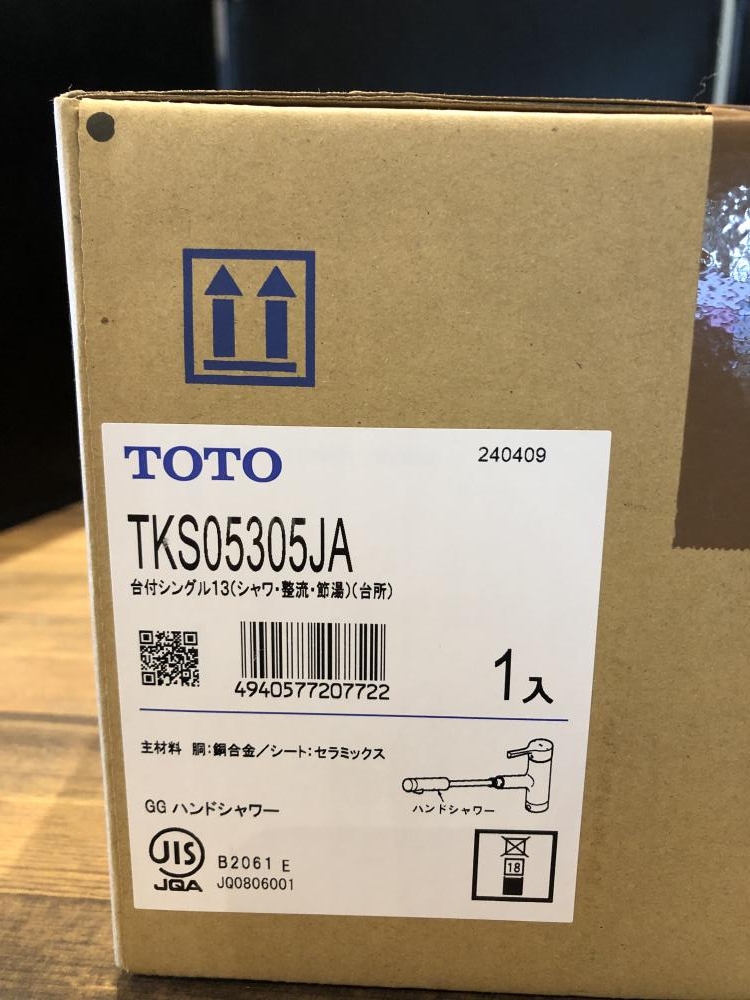 TOTO
240409
TKS05305JA
台付シングル13(シャワ・整流・節湯)(台所)
4940577207722
1入
主材料 胴:銅合金/シート:セラミックス
ハンドシャワー
GG ハンドシャワー
JIS
JQA
B2061 E
JQ0806001
18